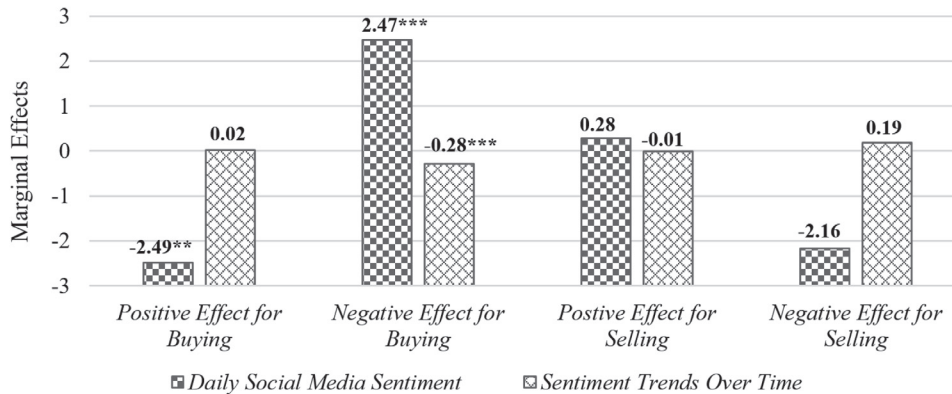 Marginal Effects
3
2
1
0
-1
-2
-3
-2.49**
0.02
2.47***
-0.28***
0.28
-0.01
-2.16
0.19
Positive Effect for
Buying
Negative Effect for
Buying
Postive Effect for
Selling
Negative Effect for
Selling
Daily Social Media Sentiment
Sentiment Trends Over Time